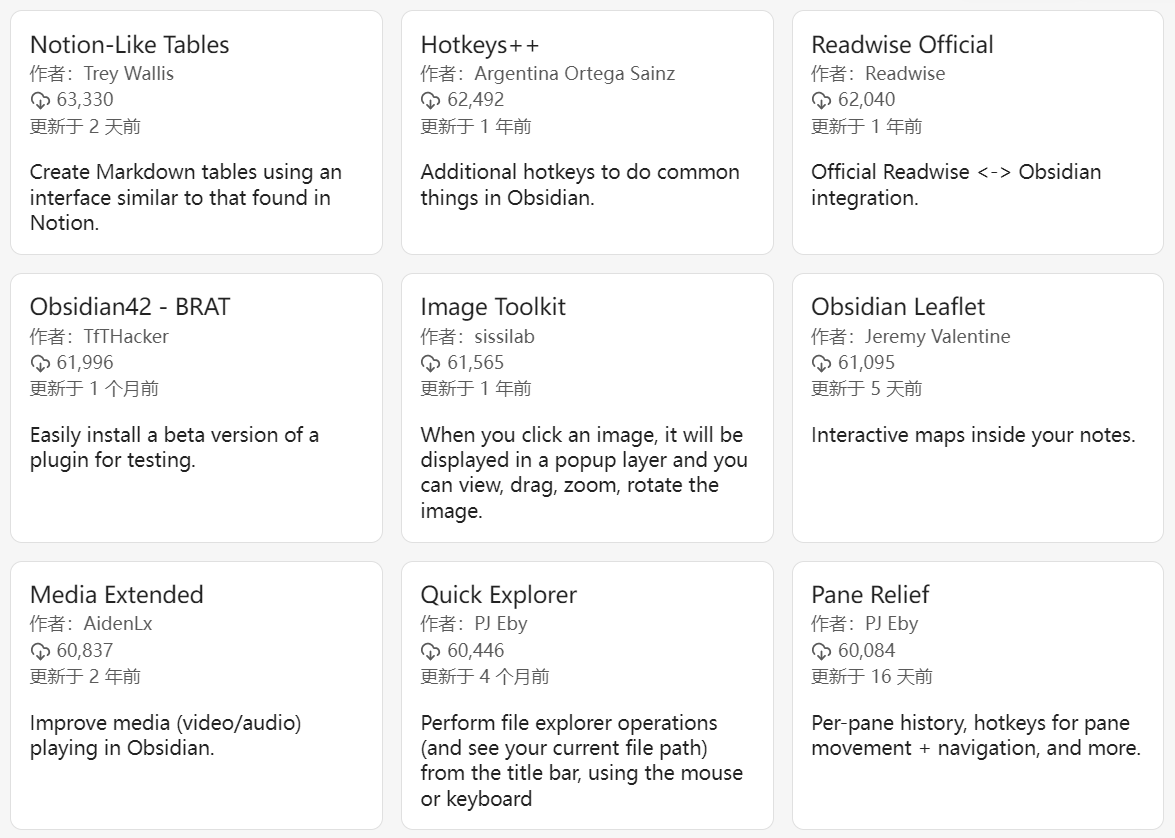 Notion-Like Tables
作者：Trey Wallis
63,330
更新于 2 天前
Create Markdown tables using an
interface similar to that found in
Notion.
Hotkeys++
作者：Argentina Ortega Sainz
62,492
更新于 1 年前
Additional hotkeys to do common
things in Obsidian.
Readwise Official
作者：Readwise
62,040
更新于 1 年前
Official Readwise <-> Obsidian
integration.
Obsidian42 - BRAT
作者：TfTHacker
61,996
更新于 1 个月前
Easily install a beta version of a
plugin for testing.
Image Toolkit
作者：sissilab
61,565
更新于 1 年前
When you click an image, it will be
displayed in a popup layer and you
can view, drag, zoom, rotate the
image.
Obsidian Leaflet
作者：Jeremy Valentine
61,095
更新于 5 天前
Interactive maps inside your notes.
Media Extended
作者：AidenLx
60,837
更新于 2 年前
Improve media (video/audio)
playing in Obsidian.
Quick Explorer
作者：PJ Eby
60,446
更新于 4 个月前
Perform file explorer operations
(and see your current file path)
from the title bar, using the mouse
or keyboard
Pane Relief
作者：PJ Eby
60,084
更新于 16 天前
Per-pane history, hotkeys for pane
movement + navigation, and more.